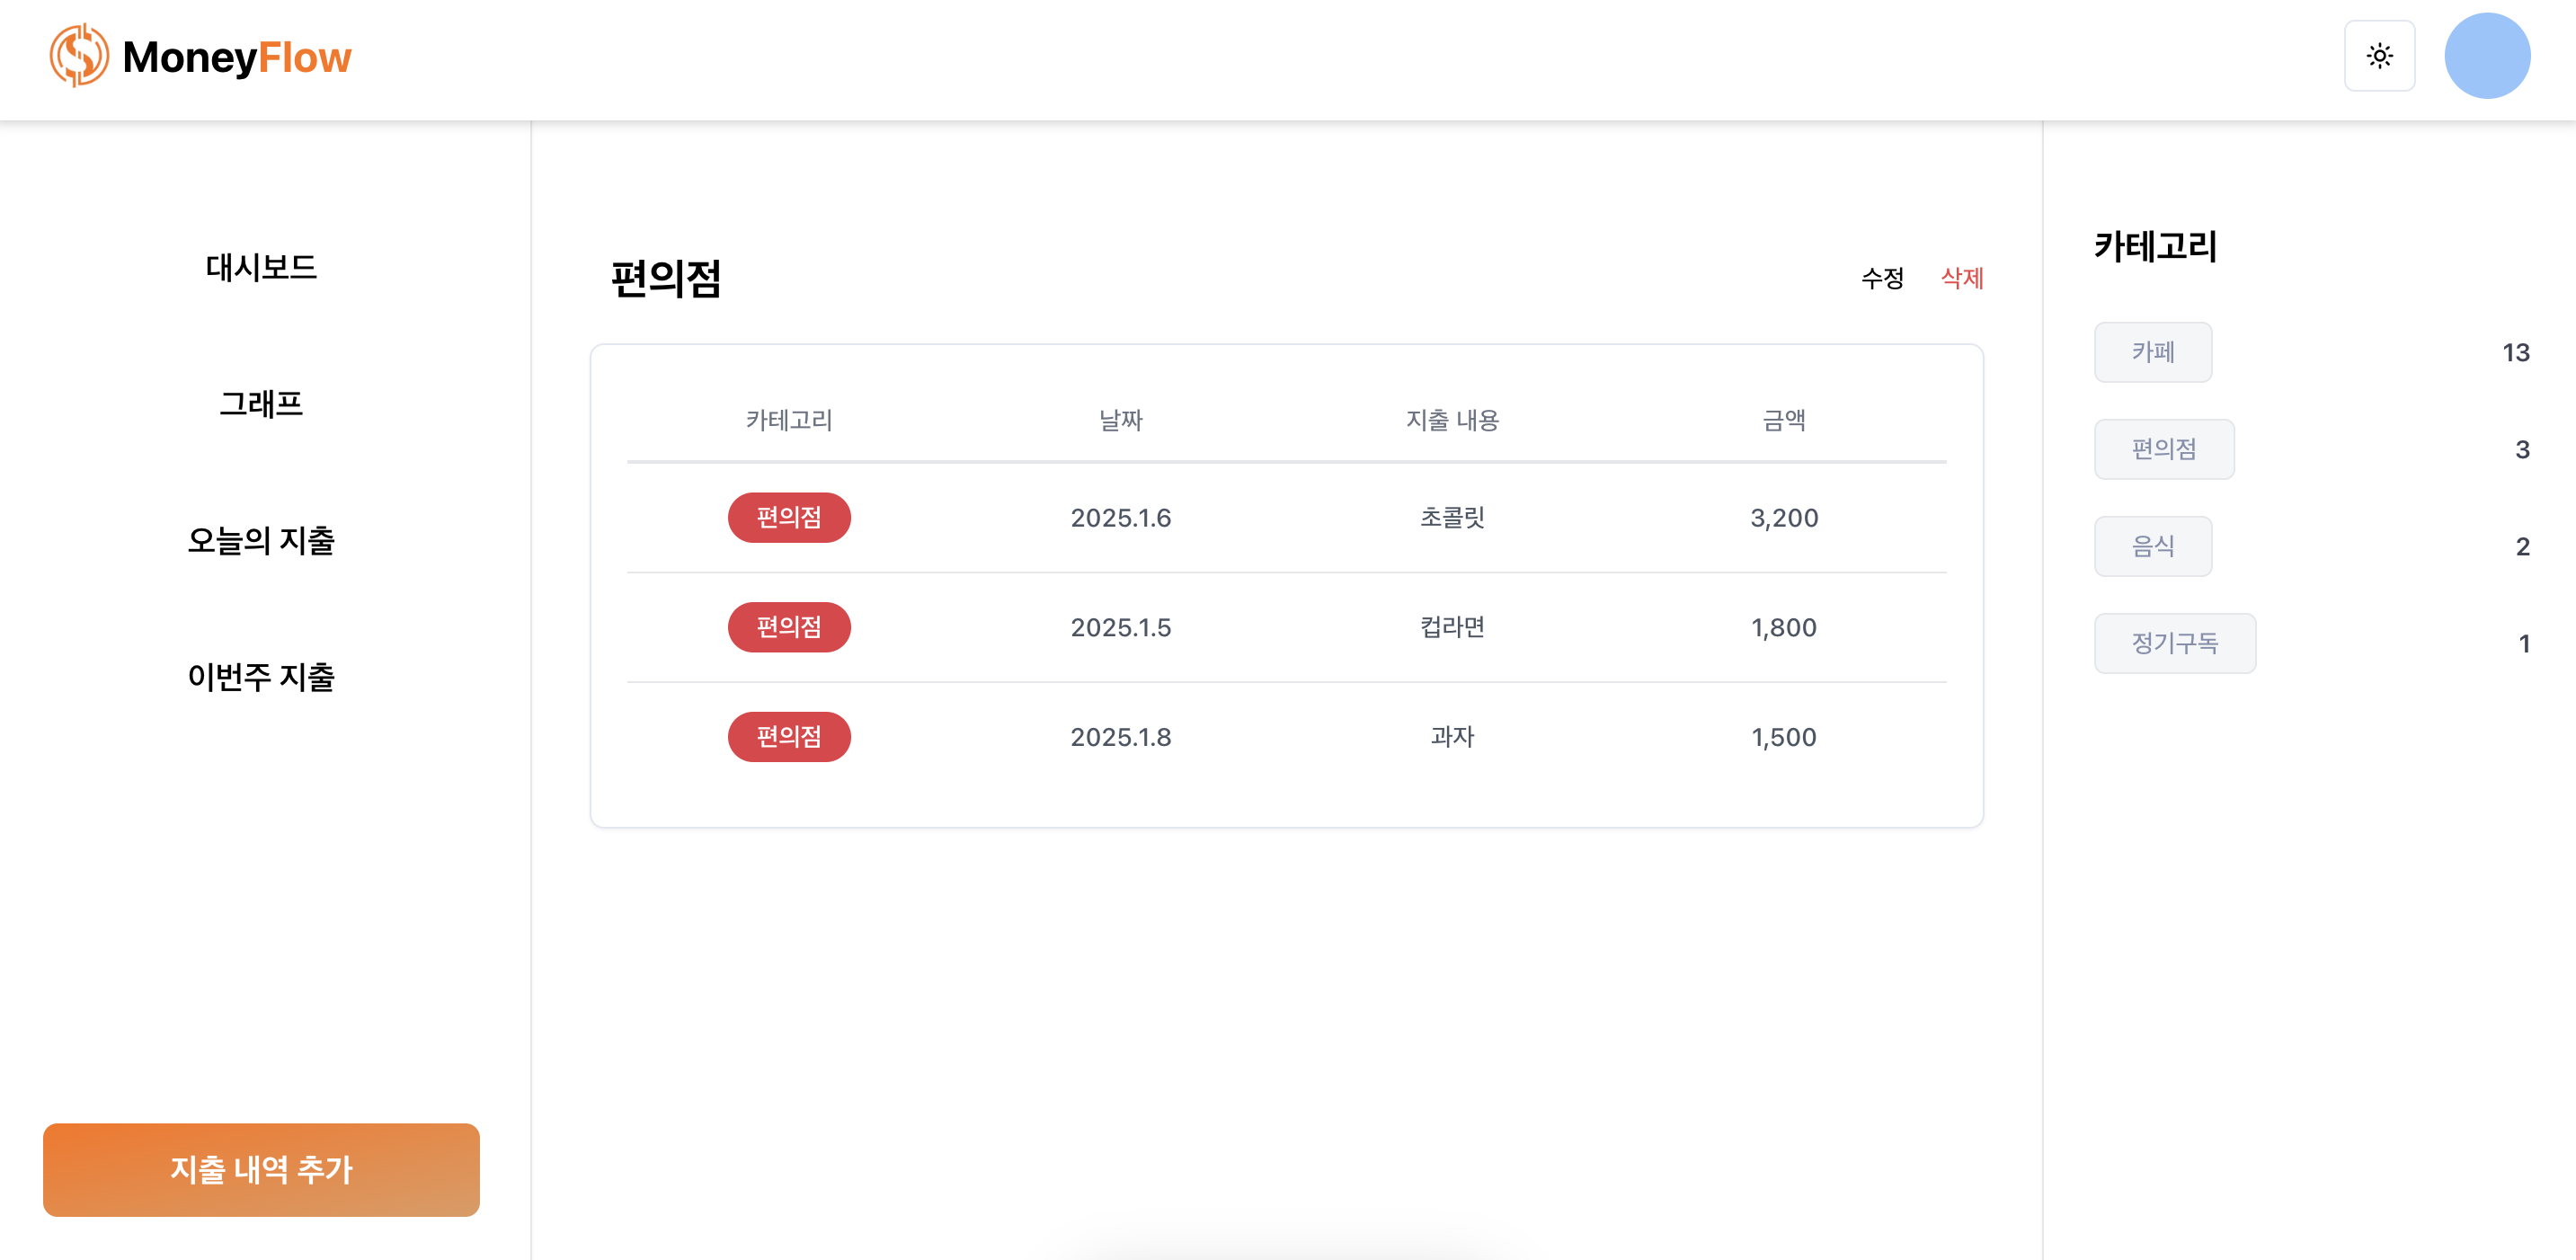 MoneyFlow
대시보드
그래프
오늘의 지출
이번주 지출
지출 내역 추가
편의점
수정 삭제
카테고리 날짜 지출 내용 금액
편의점 2025.1.6 초콜릿 3,200
편의점 2025.1.5 컵라면 1,800
편의점 2025.1.8 과자 1,500
카테고리
카페 13
편의점 3
음식 2
정기구독 1